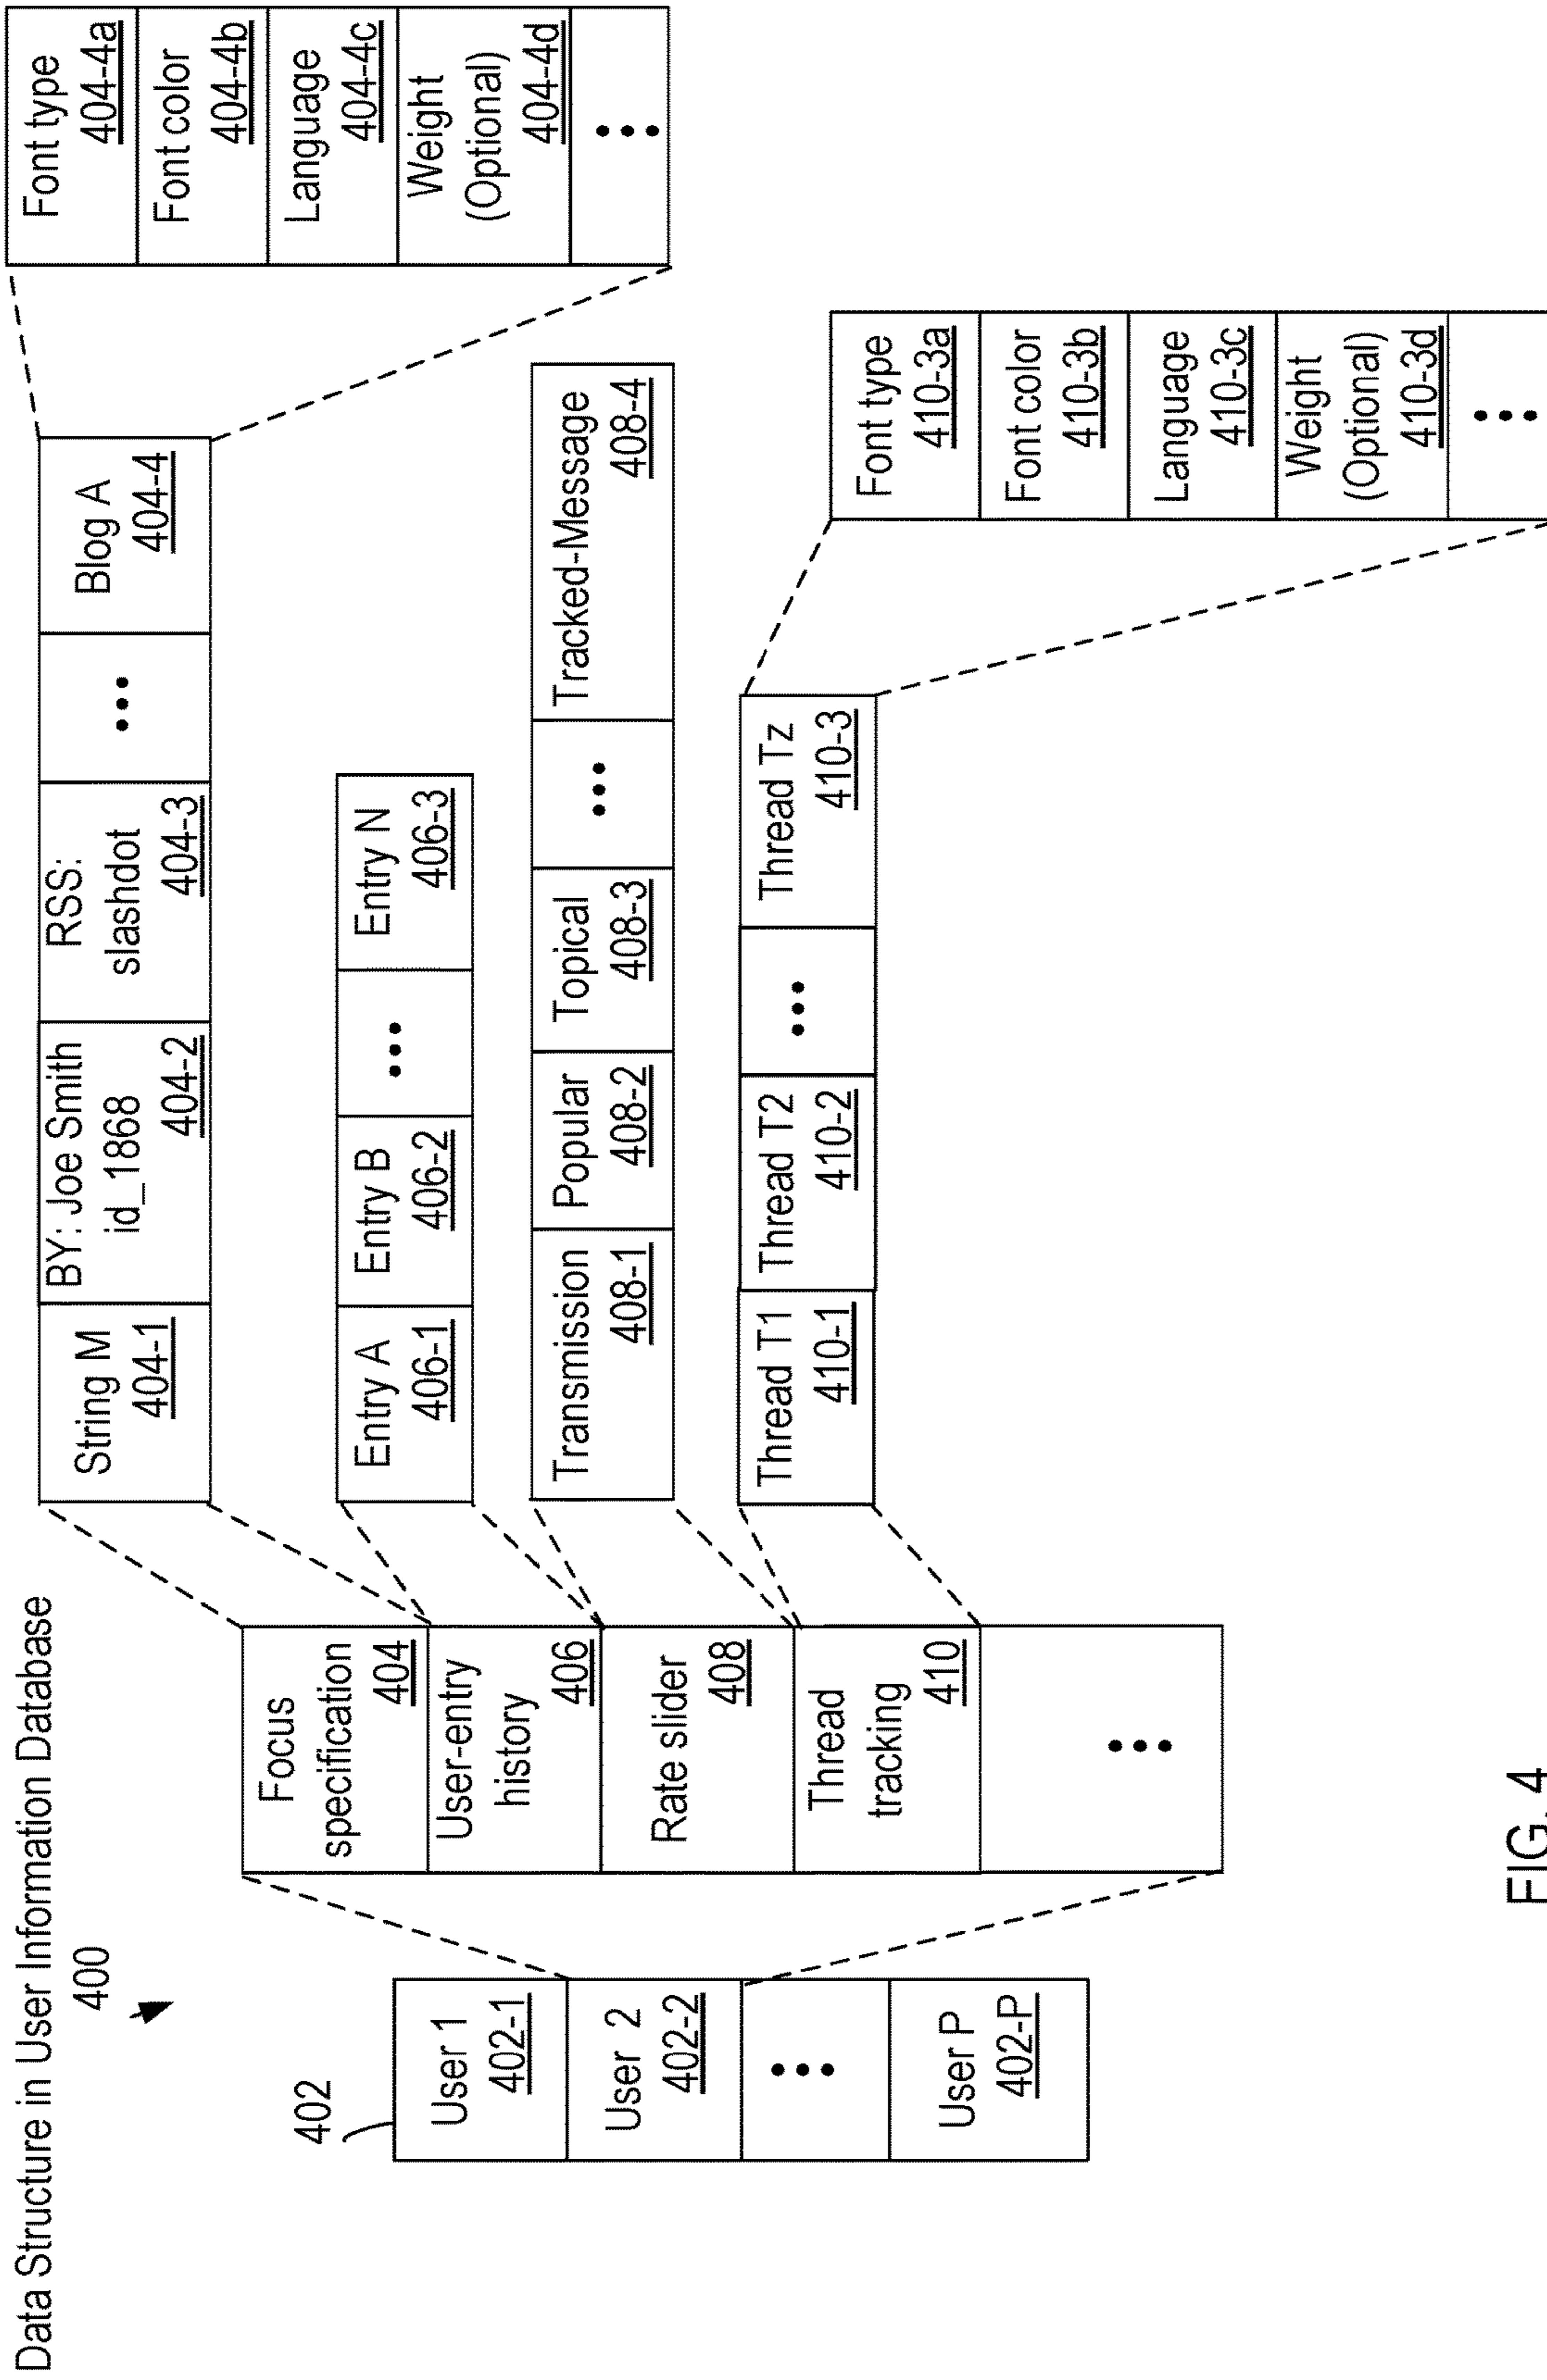 Data Structure in User Information Database
400
402
User 1
402-1
User 2
402-2
•••
User P
402-P
Focus
specification
404
User-entry
history
406
Rate slider
408
Thread
tracking
410
•••
String M
404-1
BY: Joe Smith
id_1868
404-2
RSS:
slashdot
404-3
•••
Blog A
404-4
Entry A
406-1
Entry B
406-2
•••
Entry N
406-3
Transmission
408-1
Popular
408-2
Topical
408-3
•••
Tracked-Message
408-4
Thread T1
410-1
Thread T2
410-2
•••
Thread Tz
410-3
Font type
404-4a
Font color
404-4b
Language
404-4c
Weight
(Optional)
404-4d
•••
Font type
410-3a
Font color
410-3b
Language
410-3c
Weight
(Optional)
410-3d
•••
FIG. 4